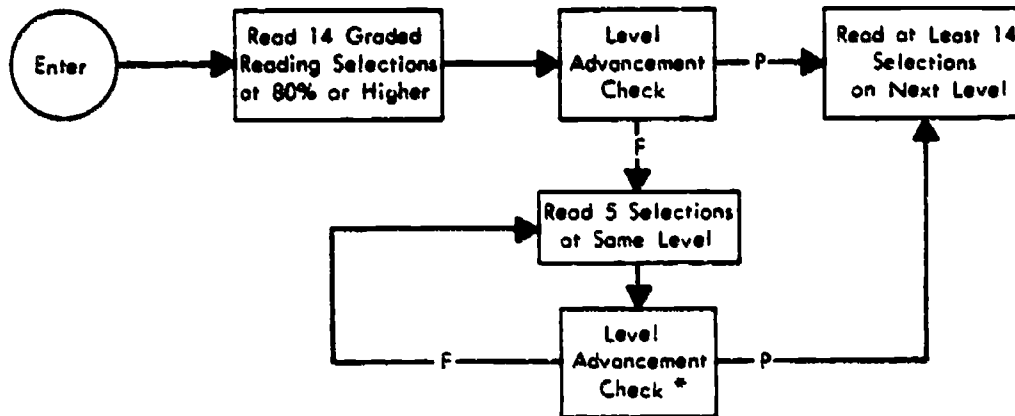 Enter
Read 14 Graded
Reading Selections
at 80% or Higher
Level
Advancement
Check
P
Read at Least 14
Selections
on Next Level
F
Read 5 Selections
at Same Level
Level
Advancement
Check *
F
P